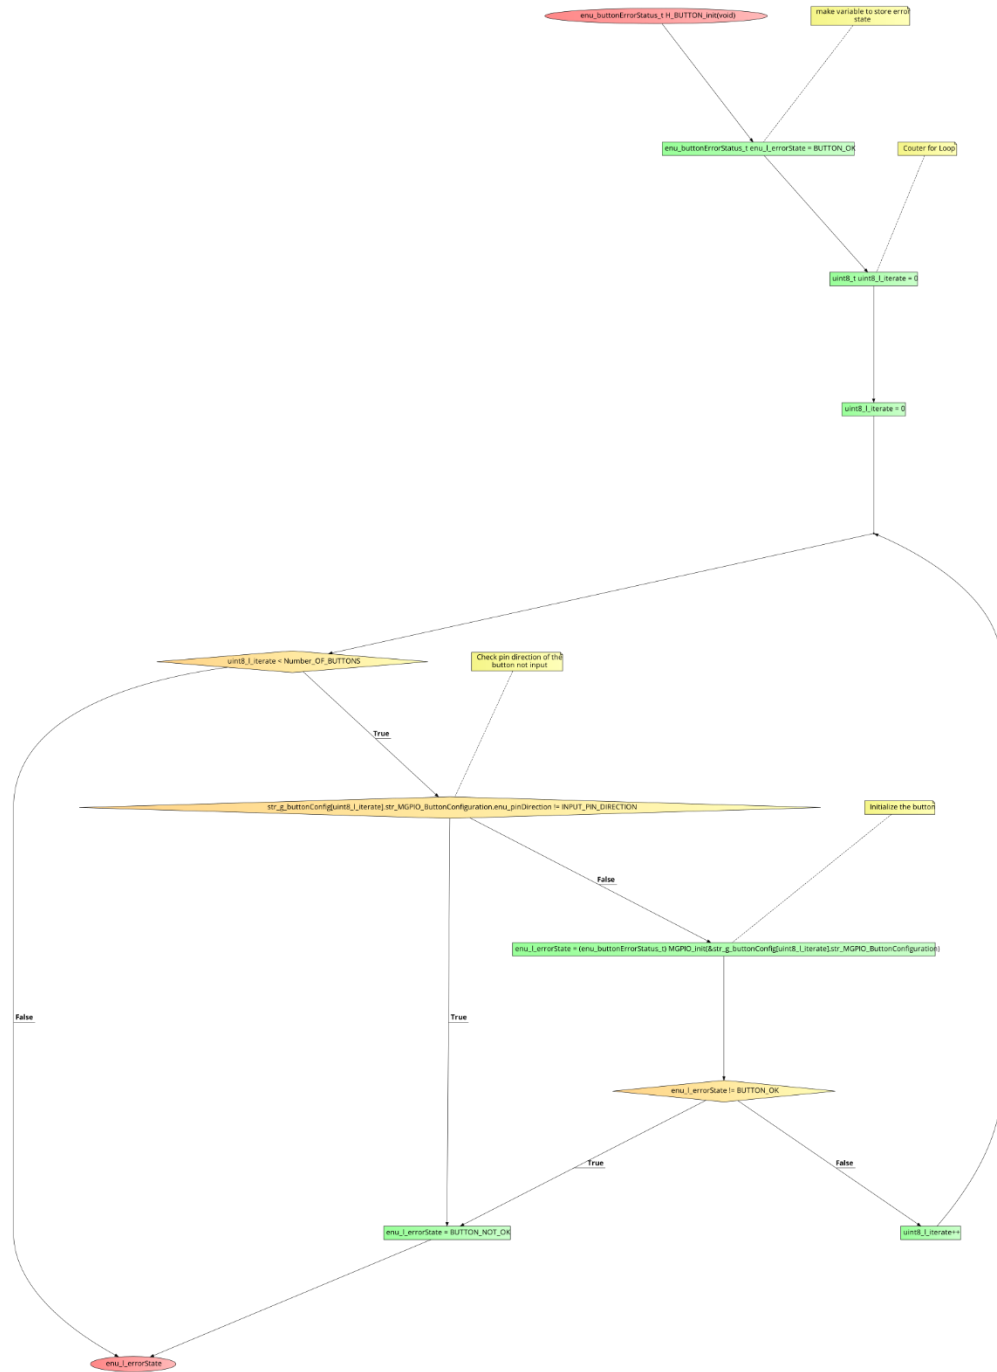 enu_buttonErrorStatus_t H_BUTTON_init(void)
make variable to store error
state
enu_buttonErrorStatus_t enu_l_errorState = BUTTON_OK
Couter for Loop
uint8_t uint8_l_iterate = 0
uint8_l_iterate = 0
uint8_l_iterate < Number_OF_BUTTONS
Check pin direction of the
button not input
True
str_g_buttonConfig[uint8_l_iterate].str_MGPIO_ButtonConfiguration.enu_pinDirection != INPUT_PIN_DIRECTION
Initialize the button
False
enu_l_errorState = (enu_buttonErrorStatus_t) MGPIO_init(&str_g_buttonConfig[uint8_l_iterate].str_MGPIO_ButtonConfiguration)
False
True
enu_l_errorState != BUTTON_OK
True
False
enu_l_errorState = BUTTON_NOT_OK
uint8_l_iterate++
enu_l_errorState